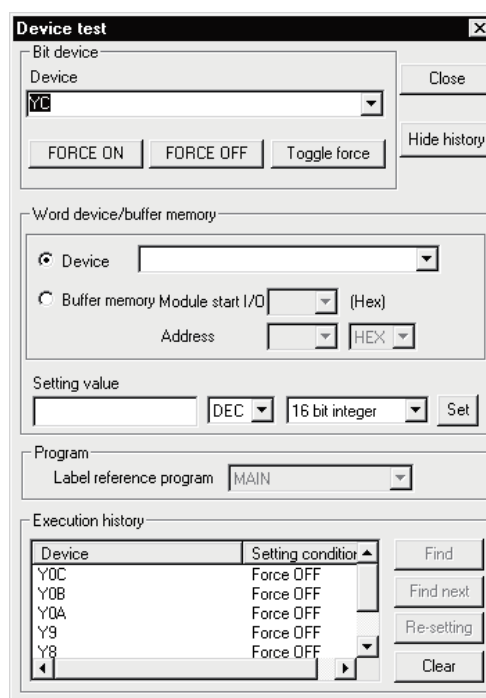 Device test
Bit device
Device
Close
YC
FORCE ON FORCE OFF Toggle force
Hide history
Word device/buffer memory
Device
Buffer memory Module start I/O (Hex)
Address HEX
Setting value
DEC 16 bit integer Set
Program
Label reference program MAIN
Execution history
Device Setting condition
Find
Y0C Force OFF
Y0B Force OFF
Find next
Y0A Force OFF
Y9 Force OFF
Re-setting
Y8 Force OFF
Clear